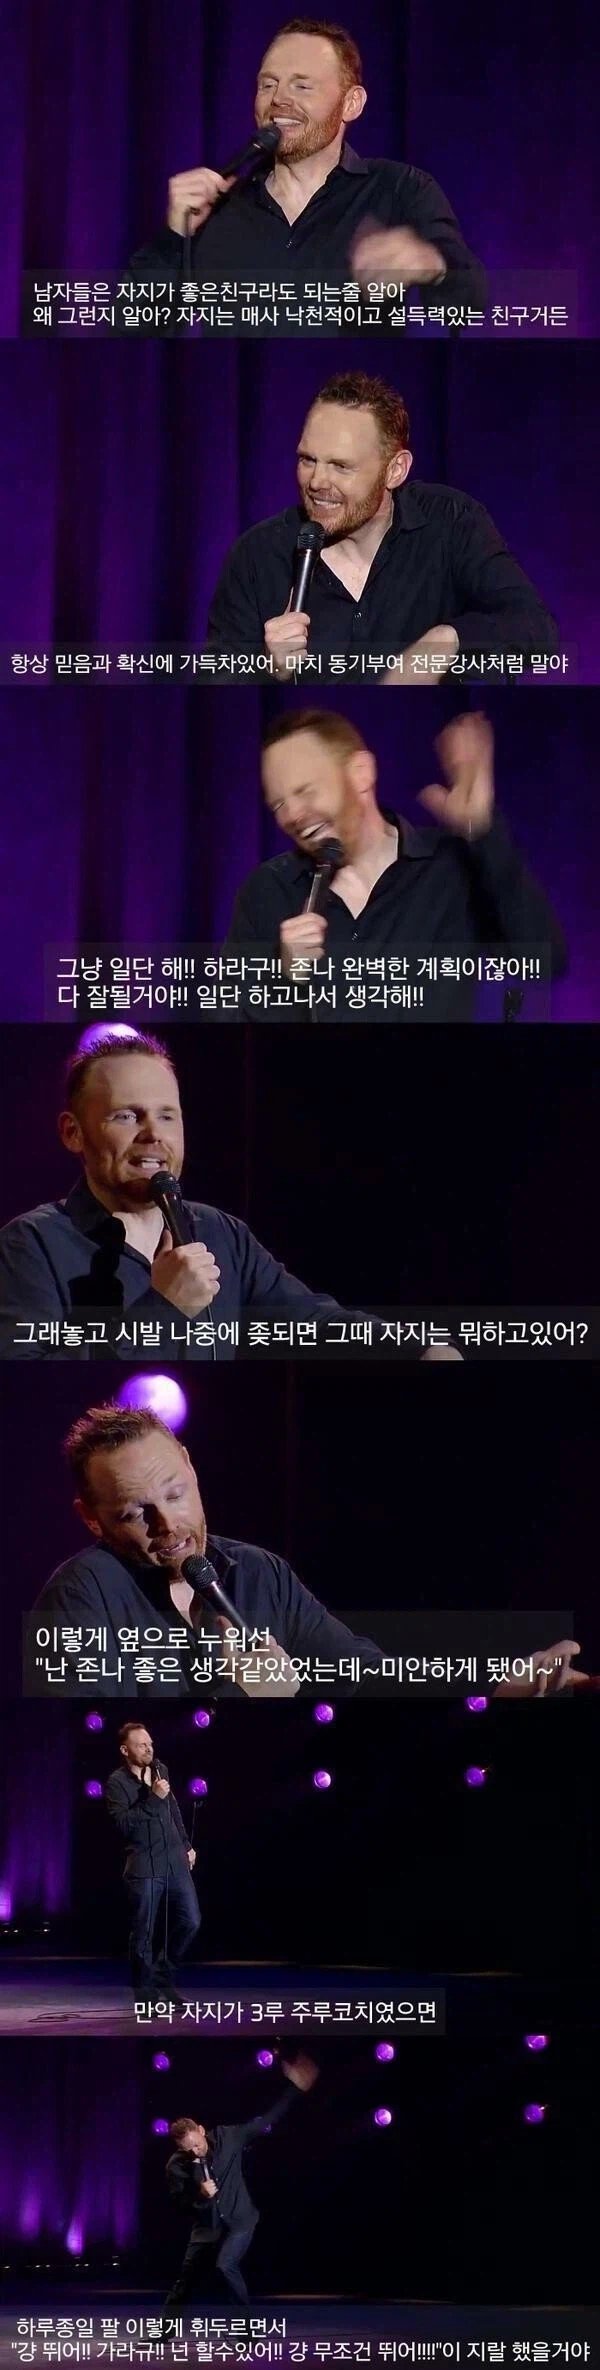 남자들은 자지가 좋은친구라도 되는줄 알아
왜 그런지 알아? 자지는 매사 낙천적이고 설득력있는 친구거든
항상 믿음과 확신에 가득차있어. 마치 동기부여 전문강사처럼 말야
그냥 일단 해!! 하라구!! 존나 완벽한 계획이잖아!!
다 잘될거야!! 일단 하고나서 생각해!!
그래놓고 시발 나중에 좆되면 그때 자지는 뭐하고있어?
이렇게 옆으로 누워선
"난 존나 좋은 생각같았었는데~미안하게 됐어~"
만약 자지가 3루 주루코치였으면
하루종일 팔 이렇게 휘두르면서
"걍 뛰어!! 가라규!! 넌 할수있어!! 걍 무조건 뛰어!!!!"이 지랄 했을거야